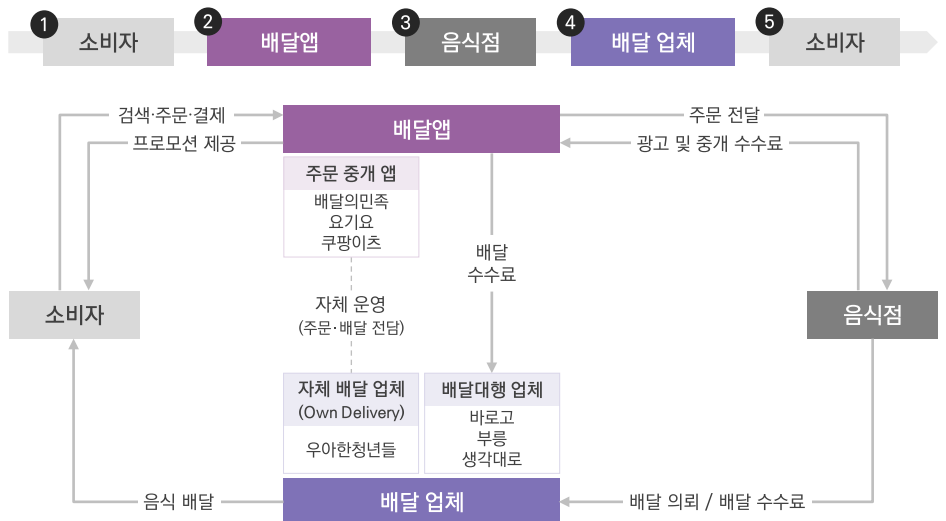 1 소비자
2 배달앱
3 음식점
4 배달 업체
5 소비자
검색·주문·결제
프로모션 제공
배달앱
주문 전달
광고 및 중개 수수료
주문 중개 앱
배달의민족
요기요
쿠팡이츠
배달
수수료
자체 운영
(주문·배달 전담)
소비자
음식점
자체 배달 업체
(Own Delivery)
우아한청년들
배달대행 업체
바로고
부릉
생각대로
음식 배달
배달 업체
배달 의뢰 / 배달 수수료